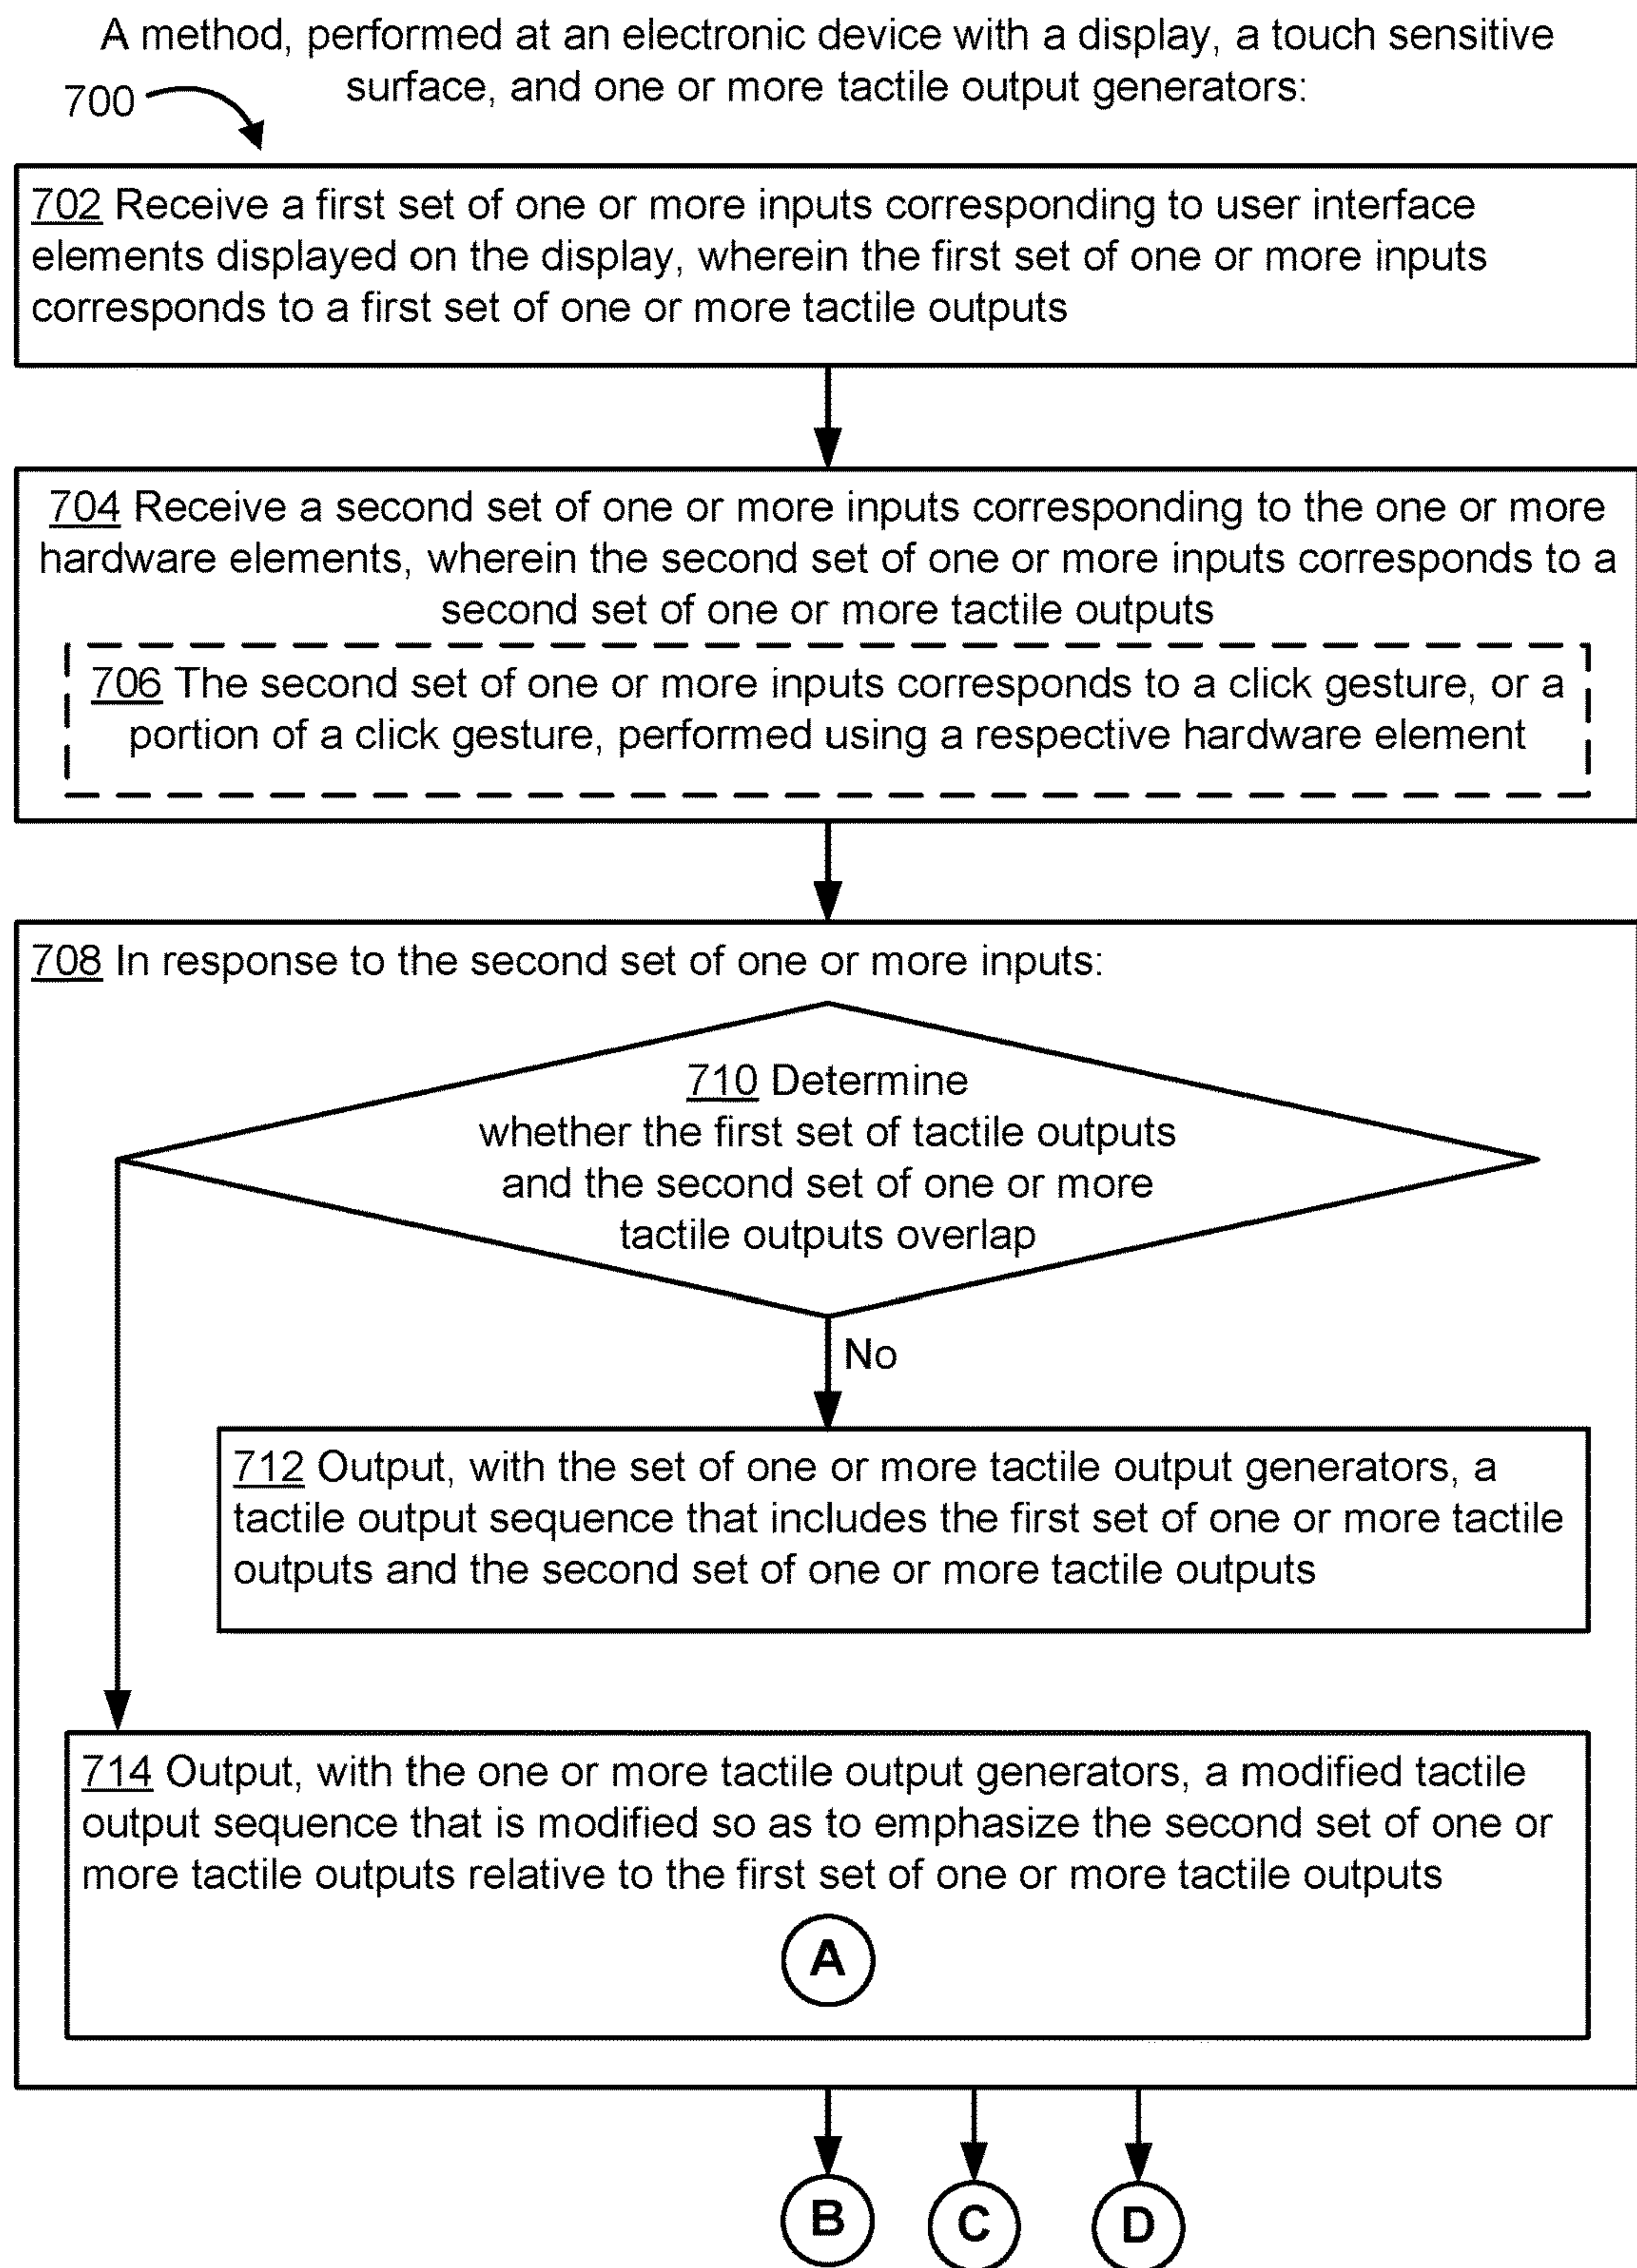 A method, performed at an electronic device with a display, a touch sensitive
surface, and one or more tactile output generators:
700
702 Receive a first set of one or more inputs corresponding to user interface
elements displayed on the display, wherein the first set of one or more inputs
corresponds to a first set of one or more tactile outputs
704 Receive a second set of one or more inputs corresponding to the one or more
hardware elements, wherein the second set of one or more inputs corresponds to a
second set of one or more tactile outputs
706 The second set of one or more inputs corresponds to a click gesture, or a
portion of a click gesture, performed using a respective hardware element
708 In response to the second set of one or more inputs:
710 Determine
whether the first set of tactile outputs
and the second set of one or more
tactile outputs overlap
No
712 Output, with the set of one or more tactile output generators, a
tactile output sequence that includes the first set of one or more tactile
outputs and the second set of one or more tactile outputs
714 Output, with the one or more tactile output generators, a modified tactile
output sequence that is modified so as to emphasize the second set of one or
more tactile outputs relative to the first set of one or more tactile outputs
A
B
C
D